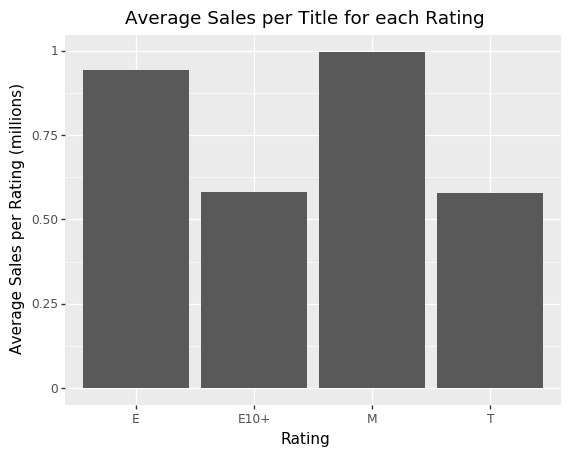 Average Sales per Title for each Rating
Average Sales per Rating (millions)
1
0.75
0.50
0.25
0
E
E10+
M
T
Rating